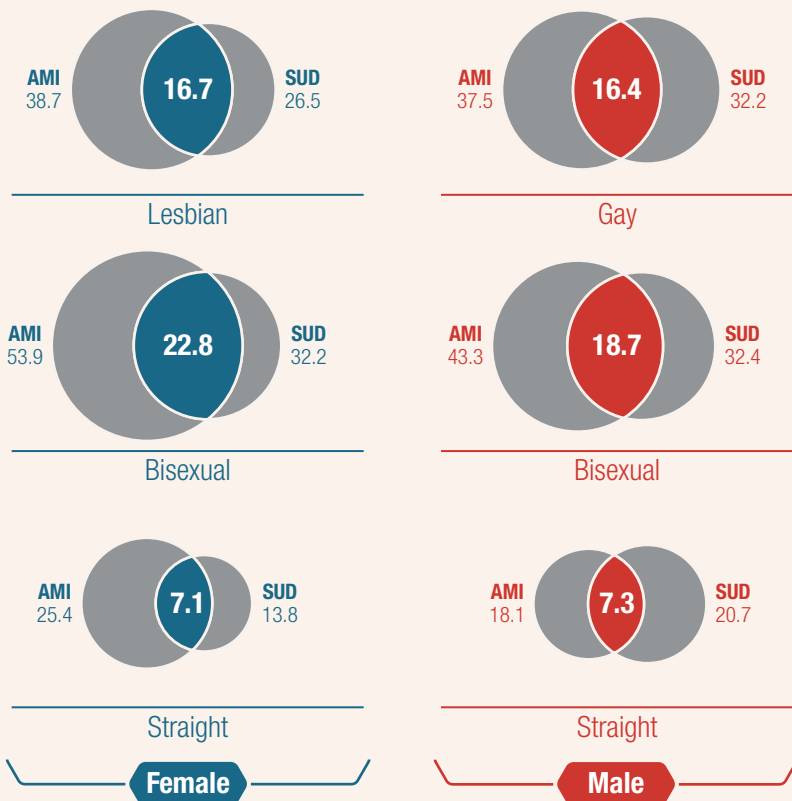 AMI
38.7
16.7
SUD
26.5
Lesbian
AMI
37.5
16.4
SUD
32.2
Gay
AMI
53.9
22.8
SUD
32.2
Bisexual
AMI
43.3
18.7
SUD
32.4
Bisexual
AMI
25.4
7.1
SUD
13.8
Straight
AMI
18.1
7.3
SUD
20.7
Straight
Female
Male